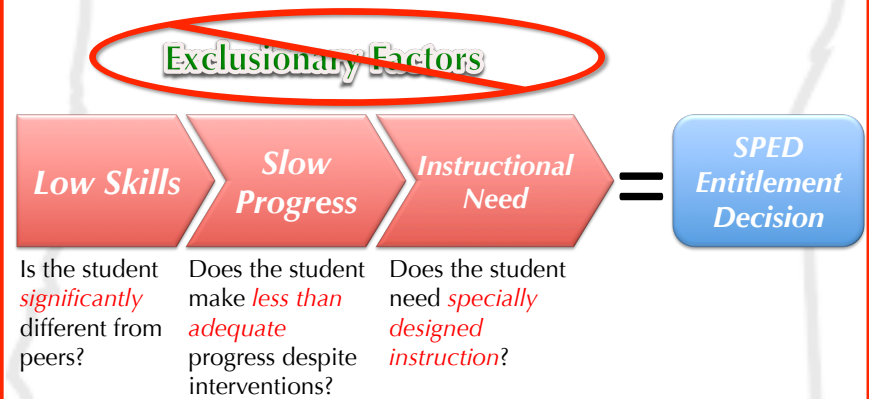 Exclusionary Factors
Low Skills
Slow
Progress
Instructional
Need
=
SPED
Entitlement
Decision
Is the student
significantly
different from
peers?
Does the student
make less than
adequate
progress despite
interventions?
Does the student
need specially
designed
instruction?